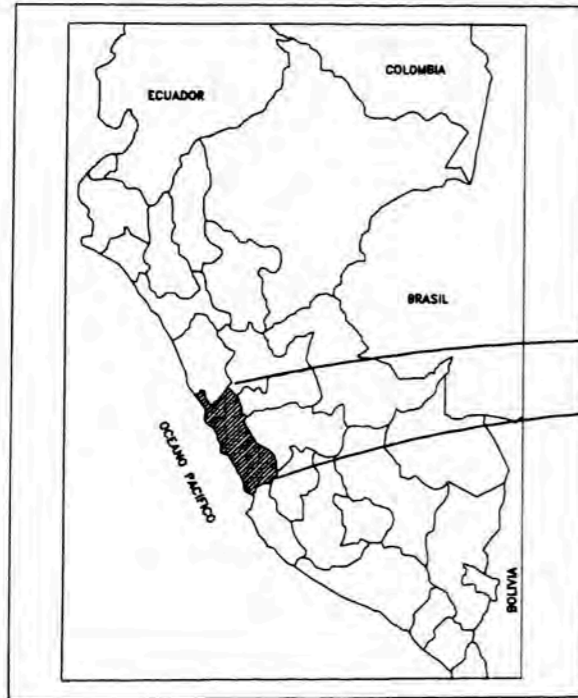 COLOMBIA
ECUADOR
BRASIL
OCEANO PACIFICO
BOLIVIA